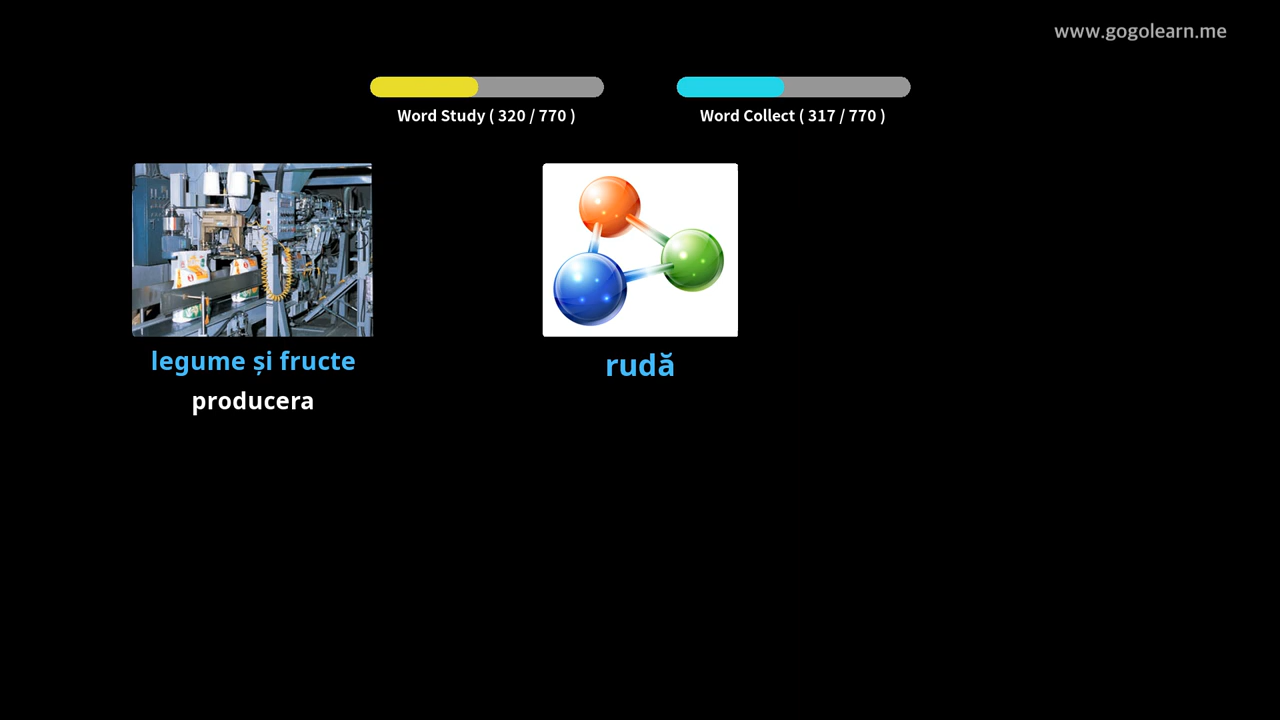 www.gogolearn.me
Word Study ( 320 / 770 )
Word Collect ( 317 / 770 )
legume și fructe
producera
rudă